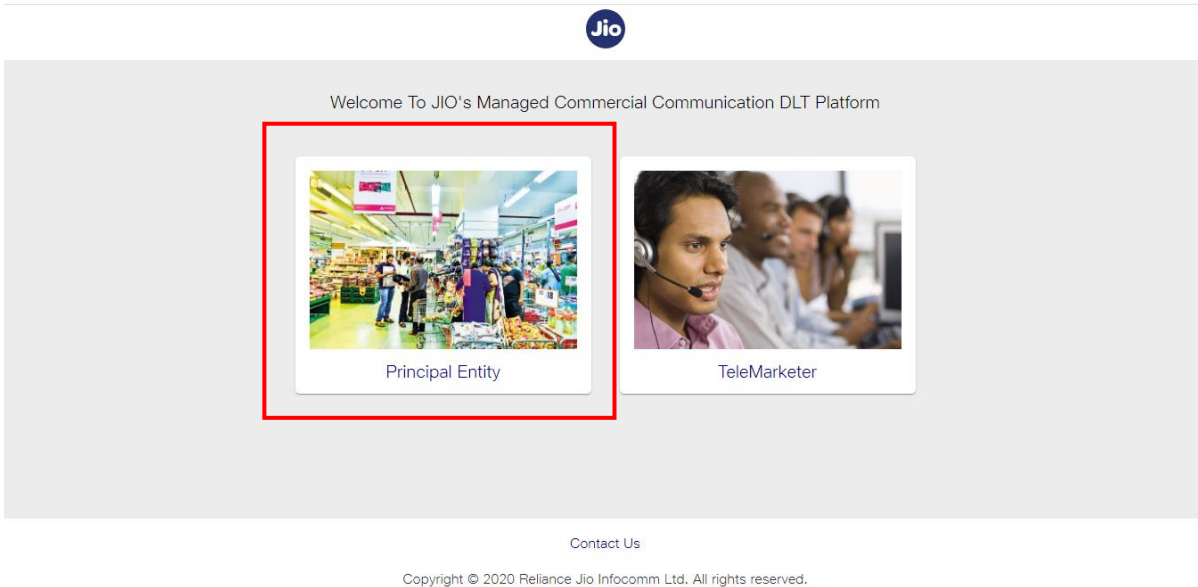 Jio
Welcome To JIO's Managed Commercial Communication DLT Platform
Principal Entity
TeleMarketer
Contact Us
Copyright © 2020 Reliance Jio Infocomm Ltd. All rights reserved.